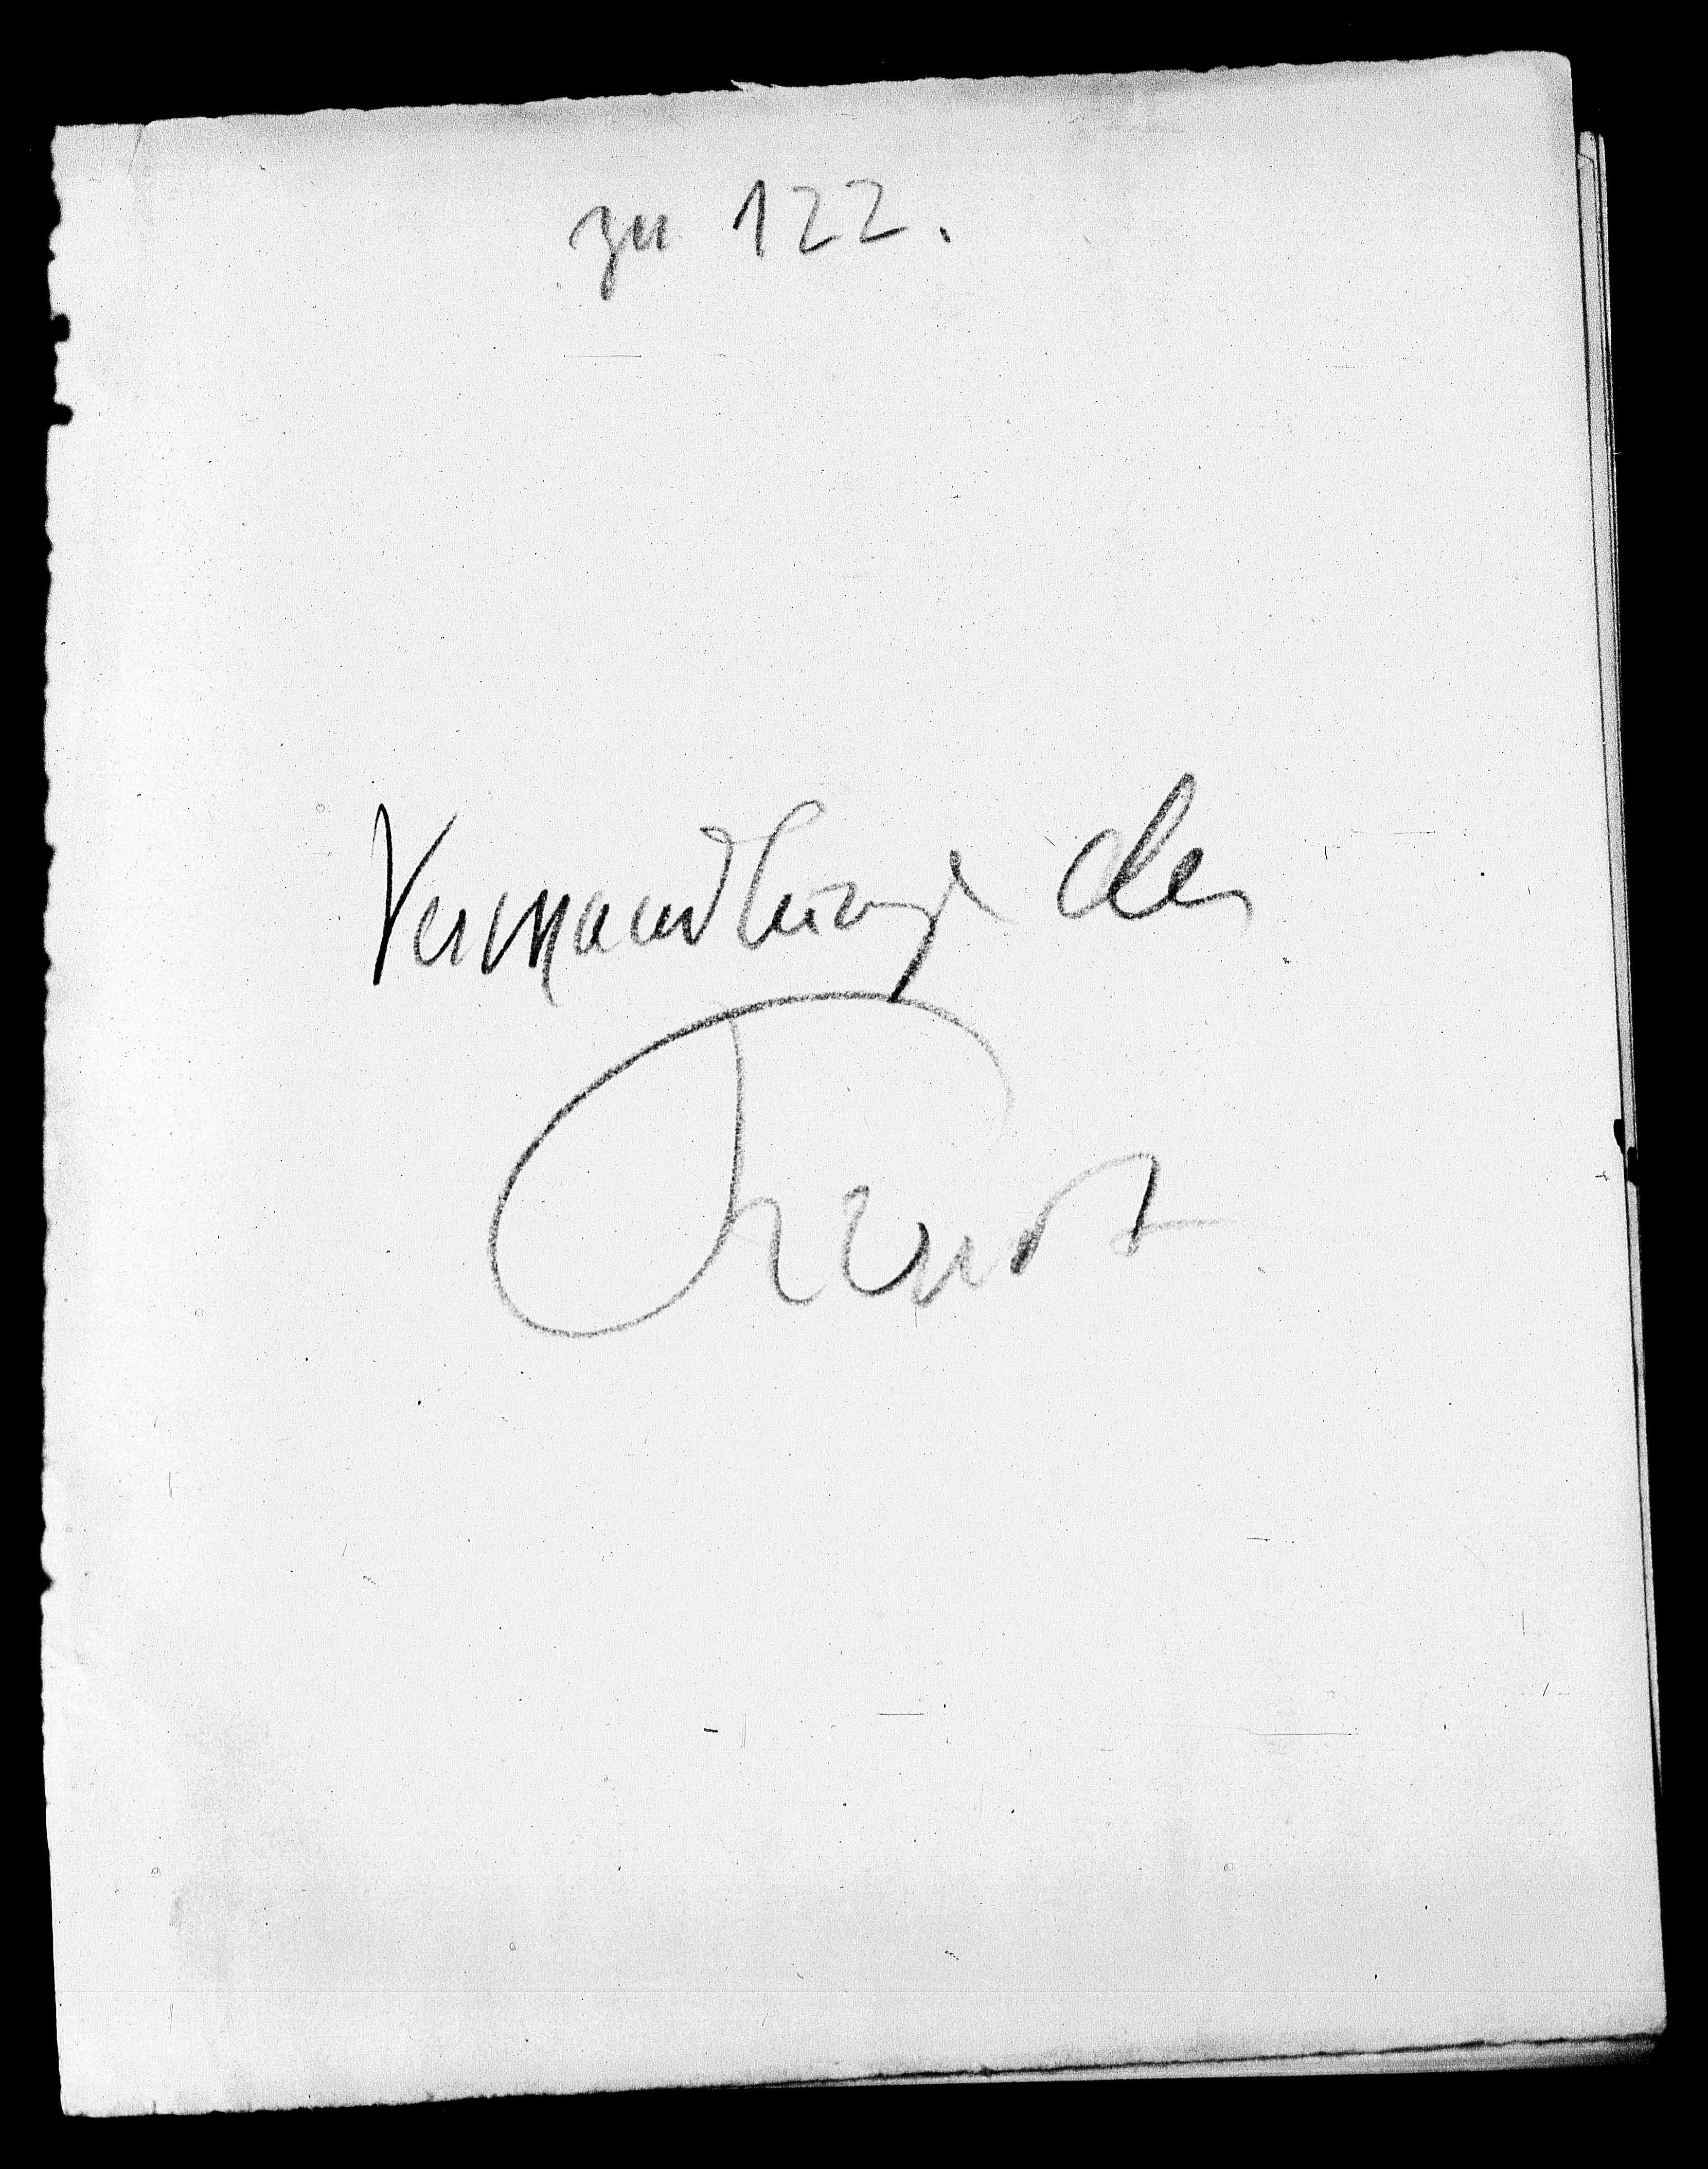 zu 122.
Verwandlung der
Kunst